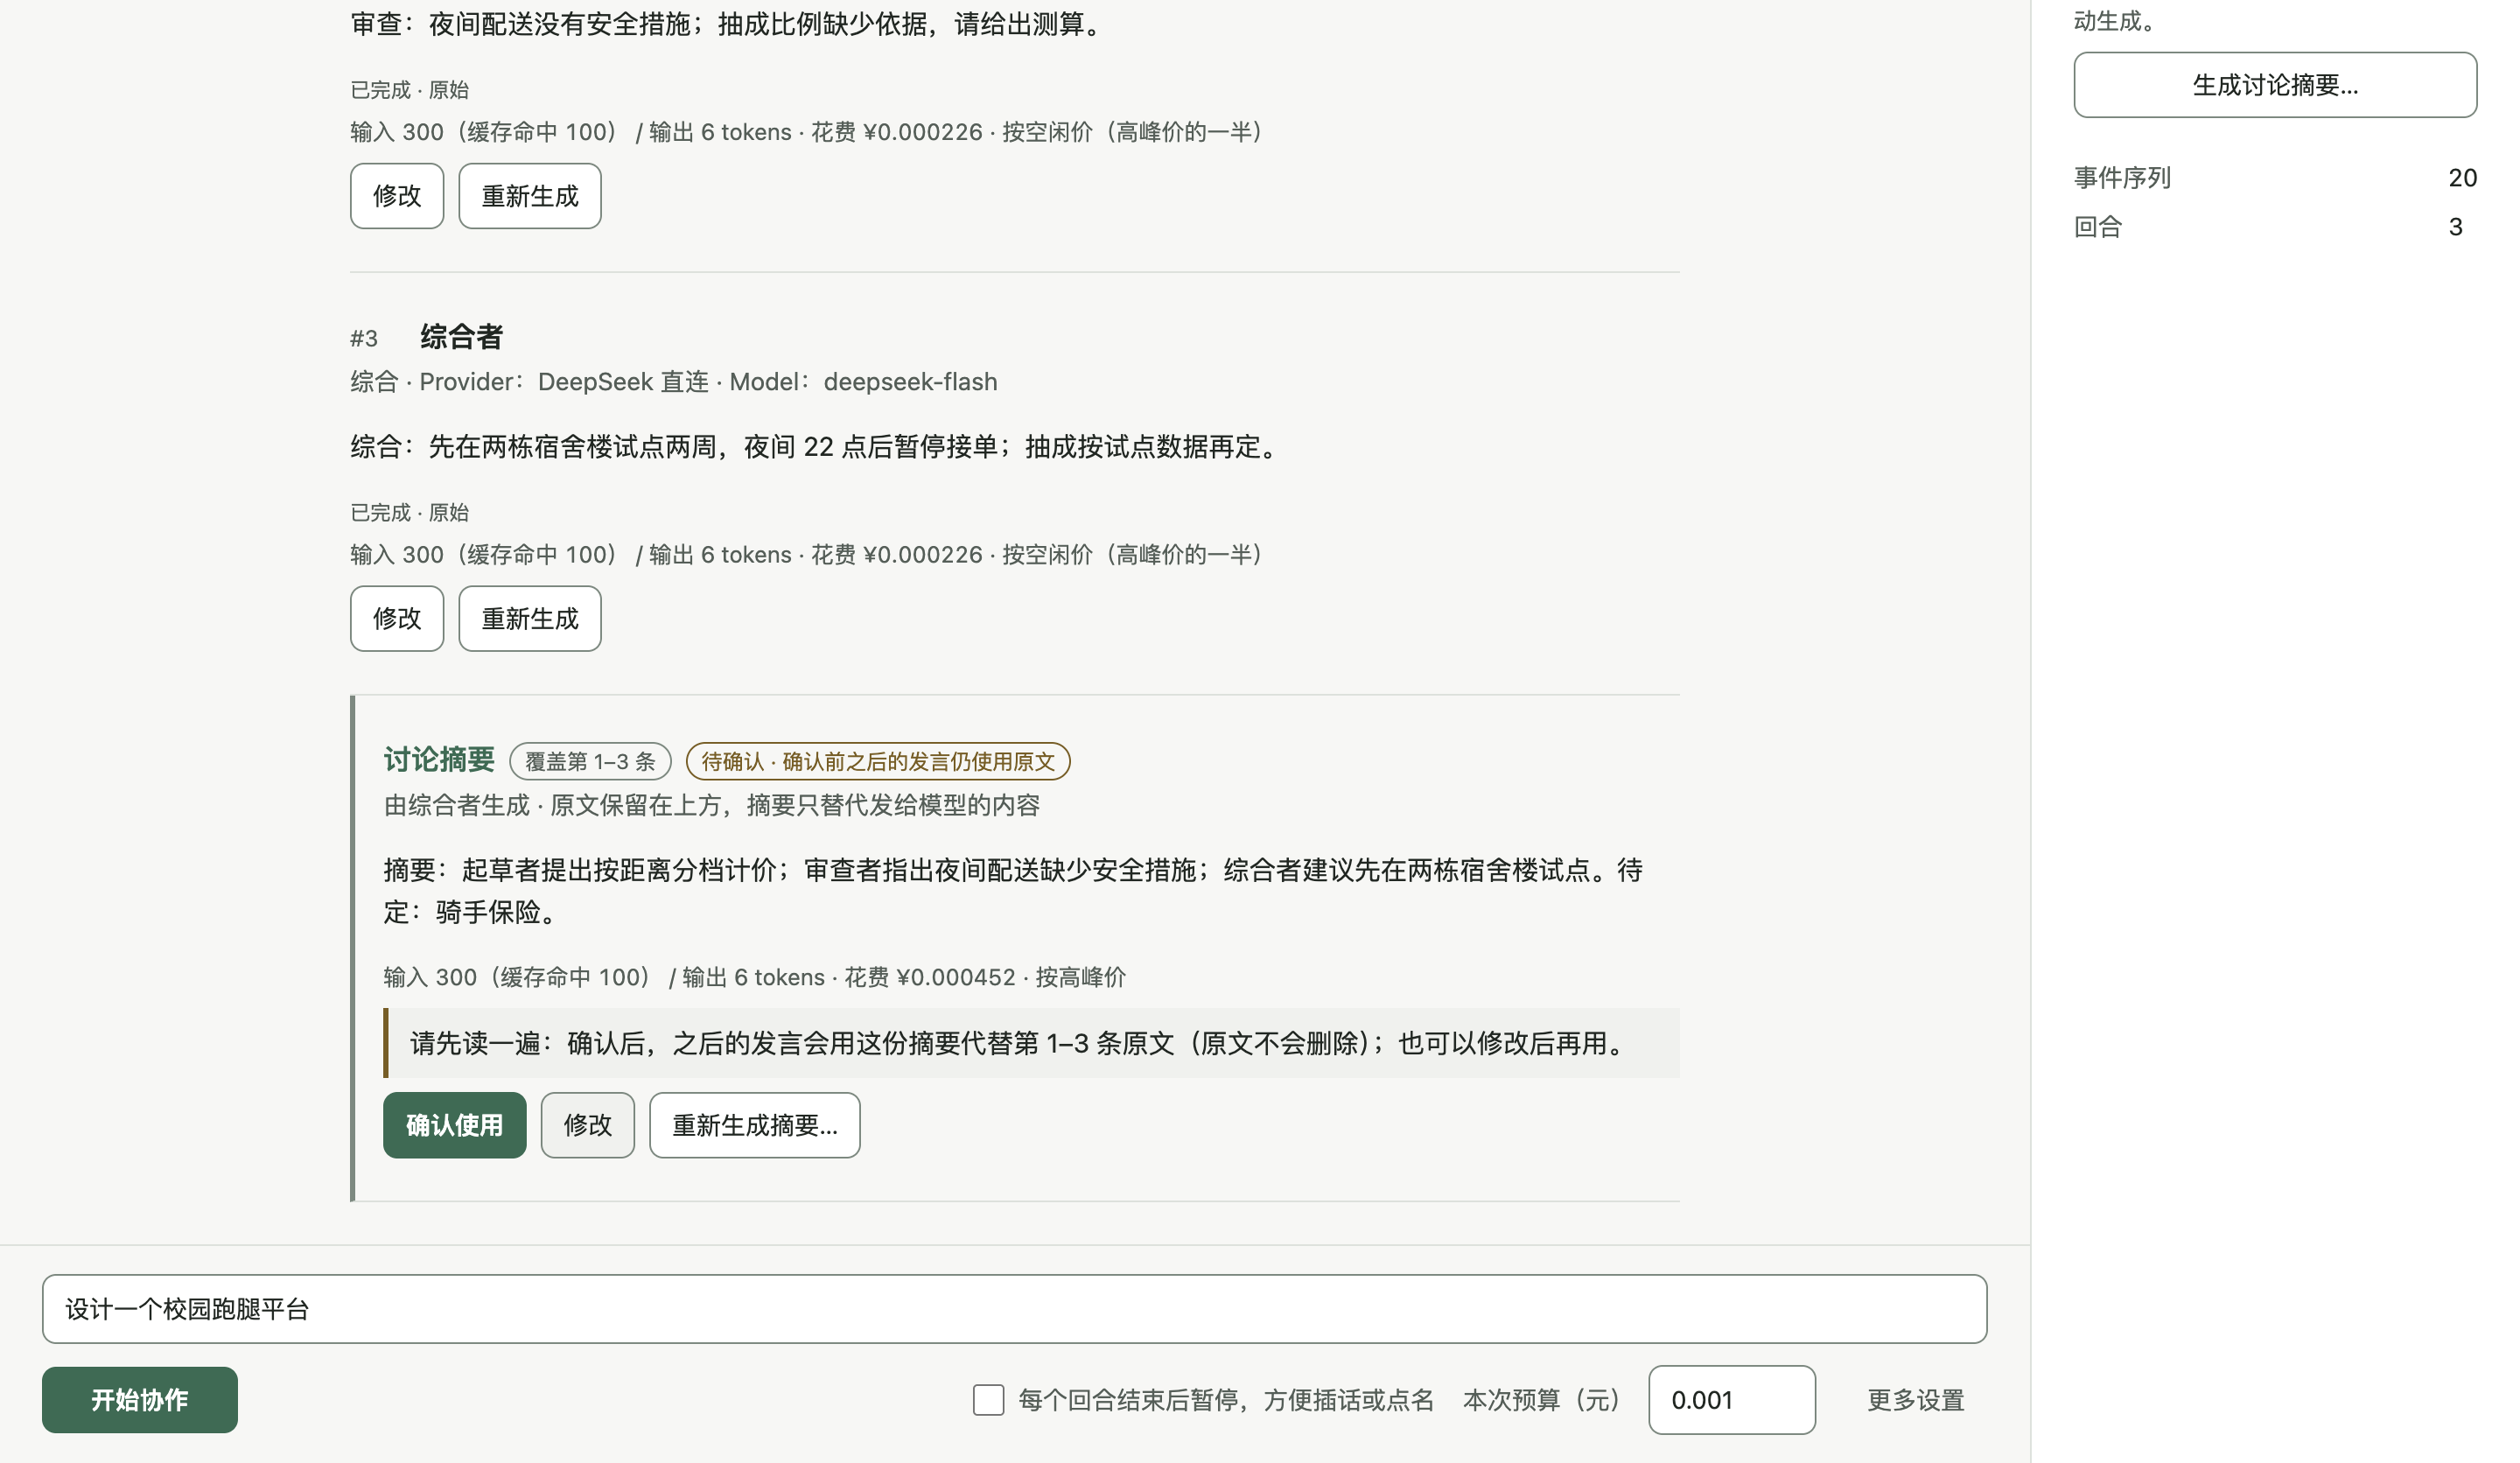 审查：夜间配送没有安全措施；抽成比例缺少依据，请给出测算。
已完成 · 原始
输入 300（缓存命中 100） / 输出 6 tokens · 花费 ¥0.000226 · 按空闲价（高峰价的一半）
修改 重新生成
#3 综合者
综合 · Provider： DeepSeek 直连 · Model： deepseek-flash
综合：先在两栋宿舍楼试点两周，夜间 22 点后暂停接单；抽成按试点数据再定。
已完成 · 原始
输入 300（缓存命中 100） / 输出 6 tokens · 花费 ¥0.000226 · 按空闲价（高峰价的一半）
修改 重新生成
讨论摘要 覆盖第 1–3 条 待确认 · 确认前之后的发言仍使用原文
由综合者生成 · 原文保留在上方，摘要只替代发给模型的内容
摘要：起草者提出按距离分档计价；审查者指出夜间配送缺少安全措施；综合者建议先在两栋宿舍楼试点。待
定：骑手保险。
输入 300（缓存命中 100） / 输出 6 tokens · 花费 ¥0.000452 · 按高峰价
请先读一遍：确认后，之后的发言会用这份摘要代替第 1–3 条原文（原文不会删除）；也可以修改后再用。
确认使用 修改 重新生成摘要...
设计一个校园跑腿平台
开始协作 每个回合结束后暂停，方便插话或点名 本次预算（元） 0.001 更多设置
动生成。
生成讨论摘要...
事件序列 20
回合 3